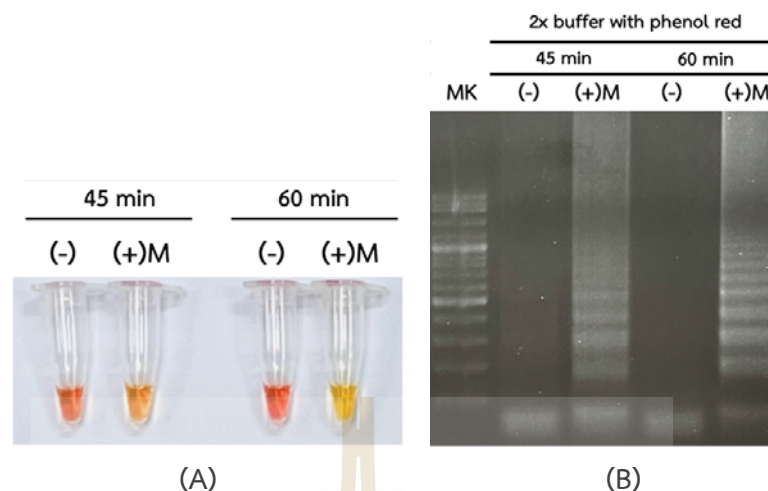 45 min 60 min
(-) (+)M (-) (+)M
(A)
2x buffer with phenol red
45 min 60 min
MK (-) (+)M (-) (+)M
(B)